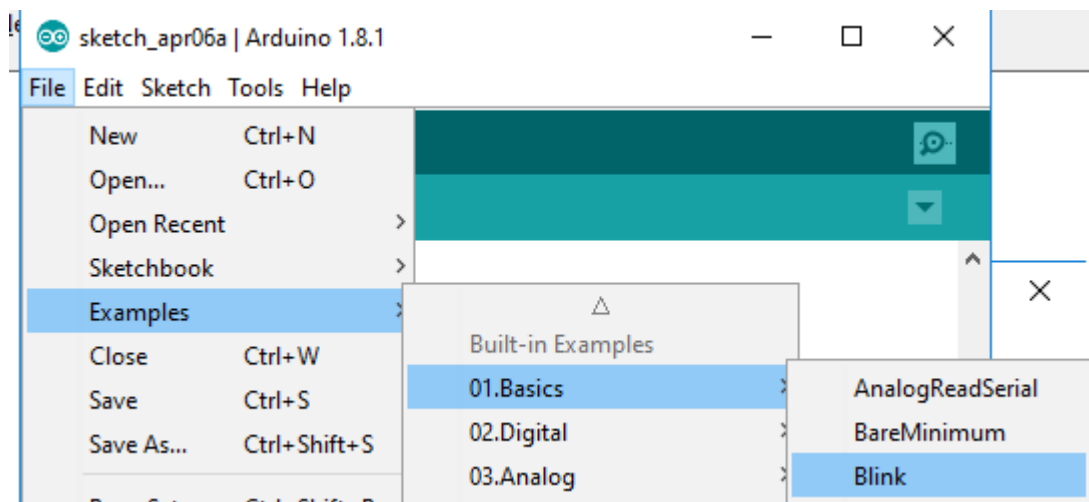 sketch_apr06a | Arduino 1.8.1
File Edit Sketch Tools Help
New Ctrl+N
Open... Ctrl+O
Open Recent
Sketchbook
Examples
Close Ctrl+W
Save Ctrl+S
Save As... Ctrl+Shift+S
Built-in Examples
01.Basics
02.Digital
03.Analog
AnalogReadSerial
BareMinimum
Blink